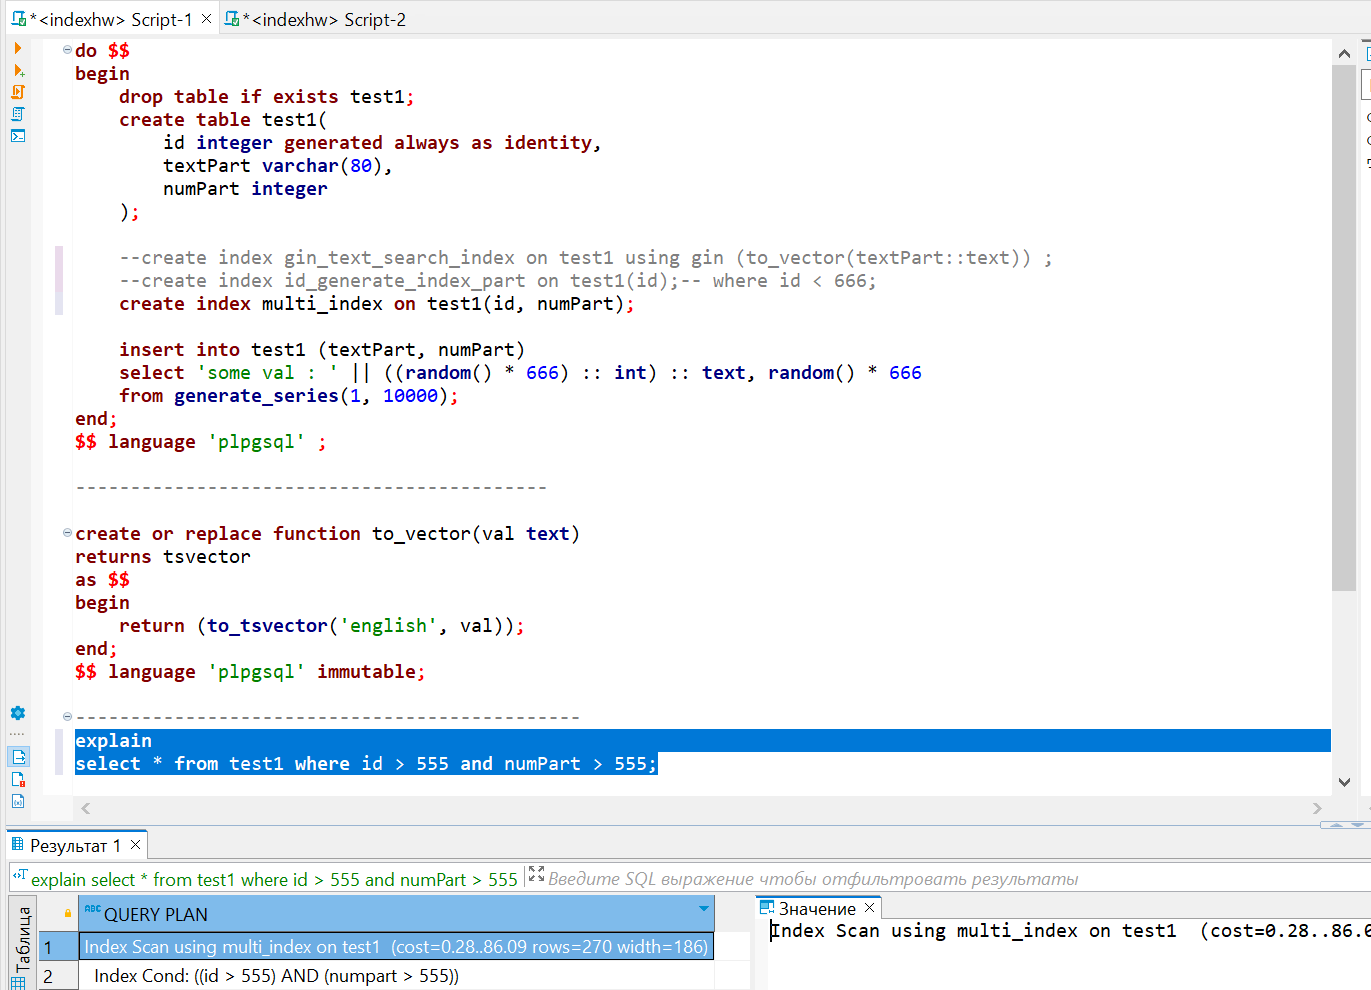 *<indexhw> Script-1 × *<indexhw> Script-2
do $$
begin
    drop table if exists test1;
    create table test1(
        id integer generated always as identity,
        textPart varchar(80),
        numPart integer
    );
    --create index gin_text_search_index on test1 using gin (to_vector(textPart::text)) ;
    --create index id_generate_index_part on test1(id);-- where id < 666;
    create index multi_index on test1(id, numPart);
    insert into test1 (textPart, numPart)
    select 'some val : ' || ((random() * 666) :: int) :: text, random() * 666
    from generate_series(1, 10000);
end;
$$ language 'plpgsql' ;
-------------------------------------------
create or replace function to_vector(val text)
returns tsvector
as $$
begin
    return (to_tsvector('english', val));
end;
$$ language 'plpgsql' immutable;
----------------------------------------------
explain
select * from test1 where id > 555 and numPart > 555;
Результат 1 ×
explain select * from test1 where id > 555 and numPart > 555 Введите SQL выражение чтобы отфильтровать результаты
Таблица
ABC QUERY PLAN
1 Index Scan using multi_index on test1 (cost=0.28..86.09 rows=270 width=186)
2 Index Cond: ((id > 555) AND (numpart > 555))
Значение ×
Index Scan using multi_index on test1 (cost=0.28..86.0